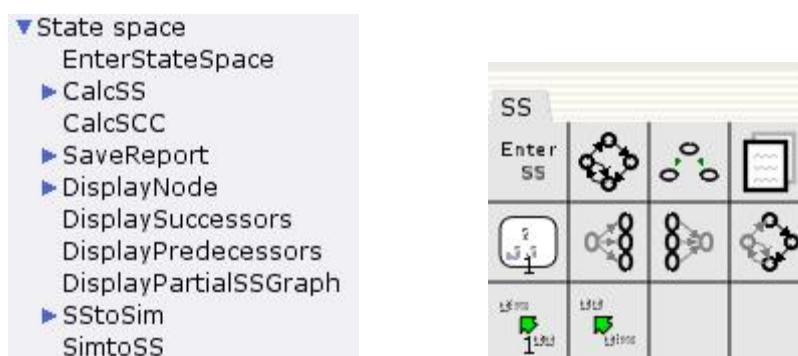 State space
EnterStateSpace
CalcSS
CalcSCC
SaveReport
DisplayNode
DisplaySuccessors
DisplayPredecessors
DisplayPartialSSGraph
SStoSim
SimtoSS
SS
Enter
SS
1
1